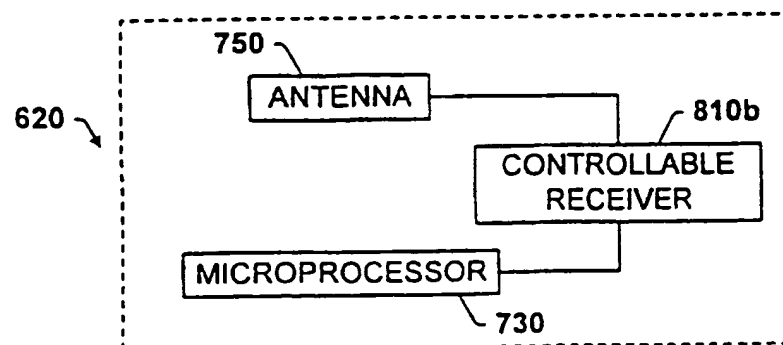 750
ANTENNA
620
810b
CONTROLLABLE
RECEIVER
MICROPROCESSOR
730